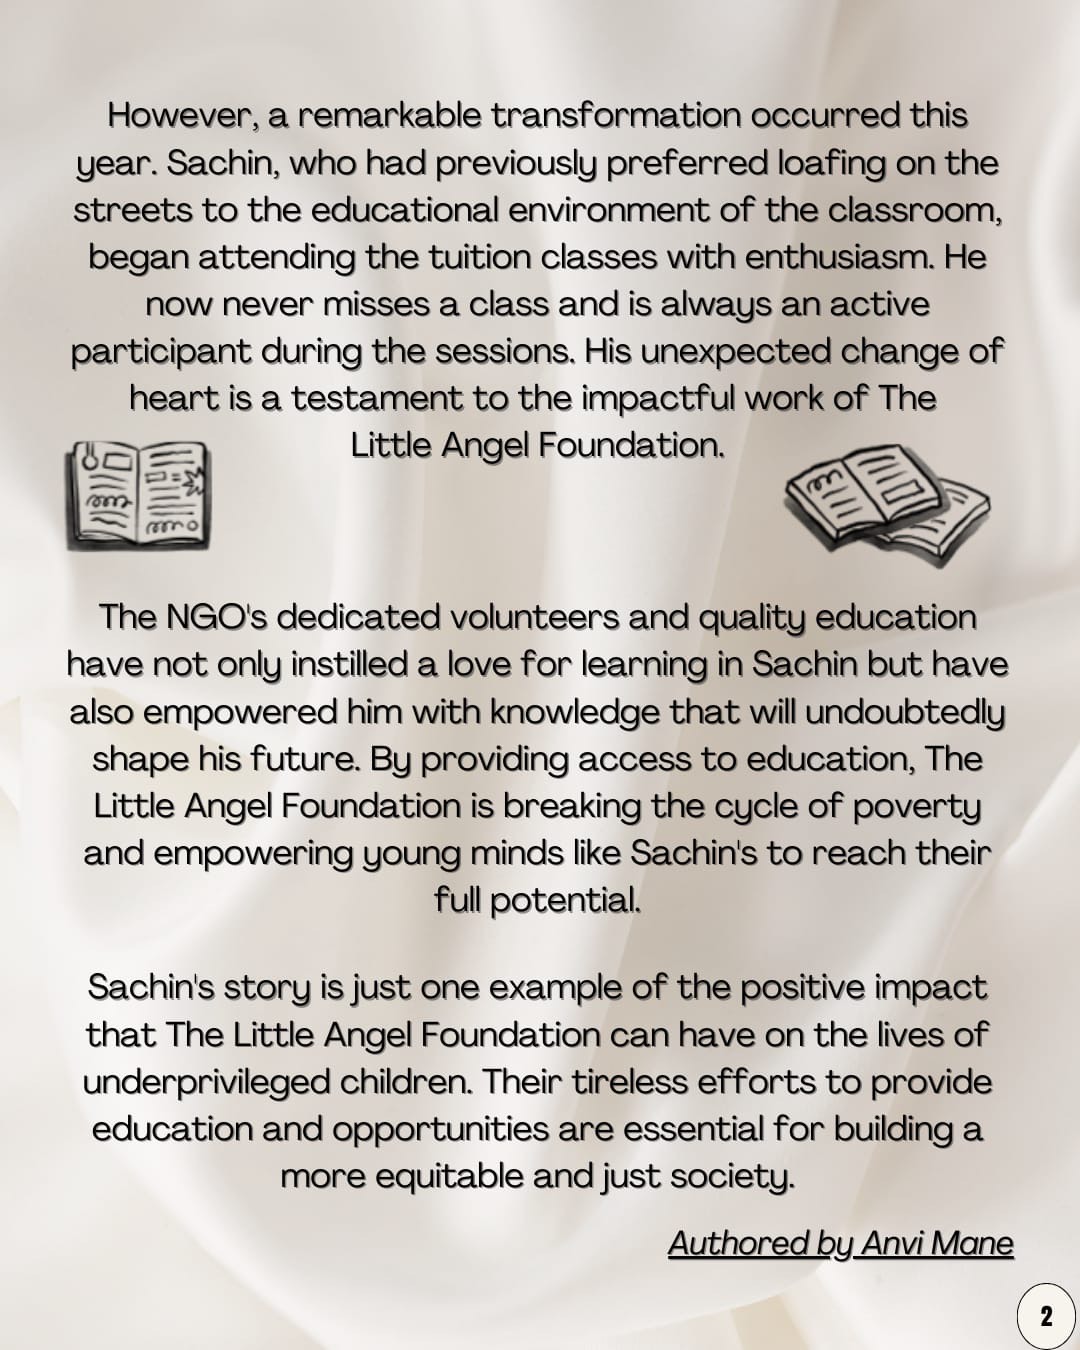 However, a remarkable transformation occurred this
year. Sachin, who had previously preferred loafing on the
streets to the educational environment of the classroom,
began attending the tuition classes with enthusiasm. He
now never misses a class and is always an active
participant during the sessions. His unexpected change of
heart is a testament to the impactful work of The
Little Angel Foundation.
The NGO's dedicated volunteers and quality education
have not only instilled a love for learning in Sachin but have
also empowered him with knowledge that will undoubtedly
shape his future. By providing access to education, The
Little Angel Foundation is breaking the cycle of poverty
and empowering young minds like Sachin's to reach their
full potential.
Sachin's story is just one example of the positive impact
that The Little Angel Foundation can have on the lives of
underprivileged children. Their tireless efforts to provide
education and opportunities are essential for building a
more equitable and just society.
Authored by Anvi Mane
2